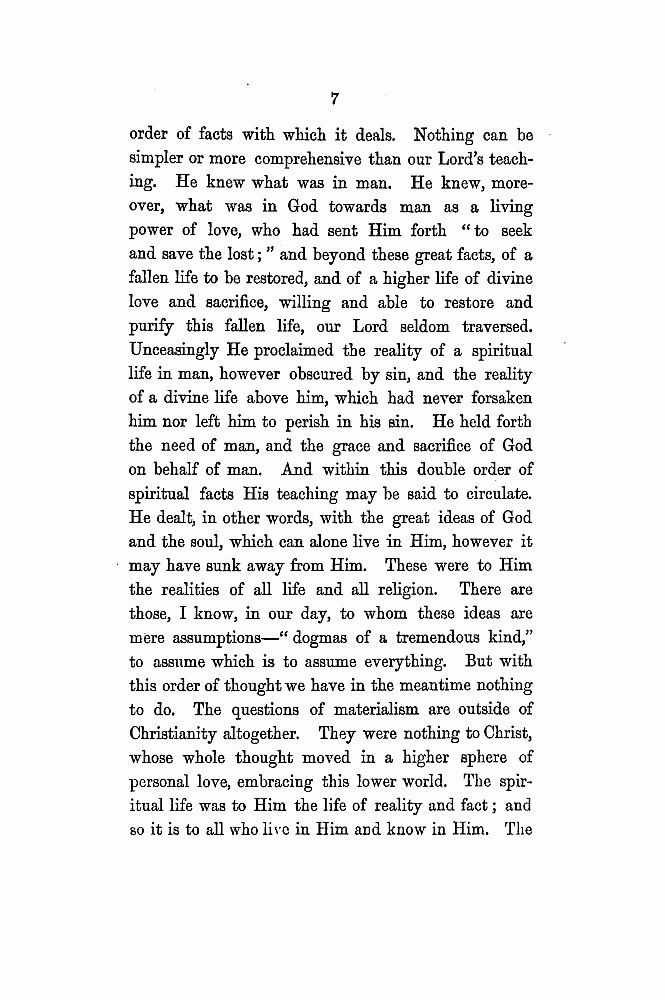 7
order of facts with which it deals. Nothing can be
simpler or more comprehensive than our Lord's teach-
ing. He knew what was in man. He knew, more-
over, what was in God towards man as a living
power of love, who had sent Him forth "to seek
and save the lost;" and beyond these great facts, of a
fallen life to be restored, and of a higher life of divine
love and sacrifice, willing and able to restore and
purify this fallen life, our Lord seldom traversed.
Unceasingly He proclaimed the reality of a spiritual
life in man, however obscured by sin, and the reality
of a divine life above him, which had never forsaken
him nor left him to perish in his sin. He held forth
the need of man, and the grace and sacrifice of God
on behalf of man. And within this double order of
spiritual facts His teaching may be said to circulate.
He dealt, in other words, with the great ideas of God
and the soul, which can alone live in Him, however it
may have sunk away from Him. These were to Him
the realities of all life and all religion. There are
those, I know, in our day, to whom these ideas are
mere assumptions—"dogmas of a tremendous kind,"
to assume which is to assume everything. But with
this order of thought we have in the meantime nothing
to do. The questions of materialism are outside of
Christianity altogether. They were nothing to Christ,
whose whole thought moved in a higher sphere of
personal love, embracing this lower world. The spir-
itual life was to Him the life of reality and fact; and
so it is to all who live in Him and know in Him. The